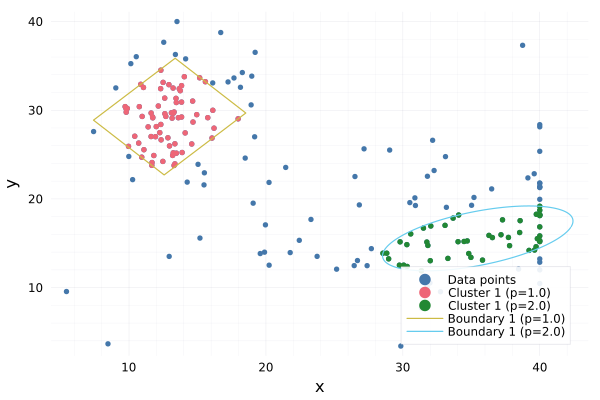 40
30
20
10
y
10
20
30
40
x
Data points
Cluster 1 (p=1.0)
Cluster 1 (p=2.0)
Boundary 1 (p=1.0)
Boundary 1 (p=2.0)